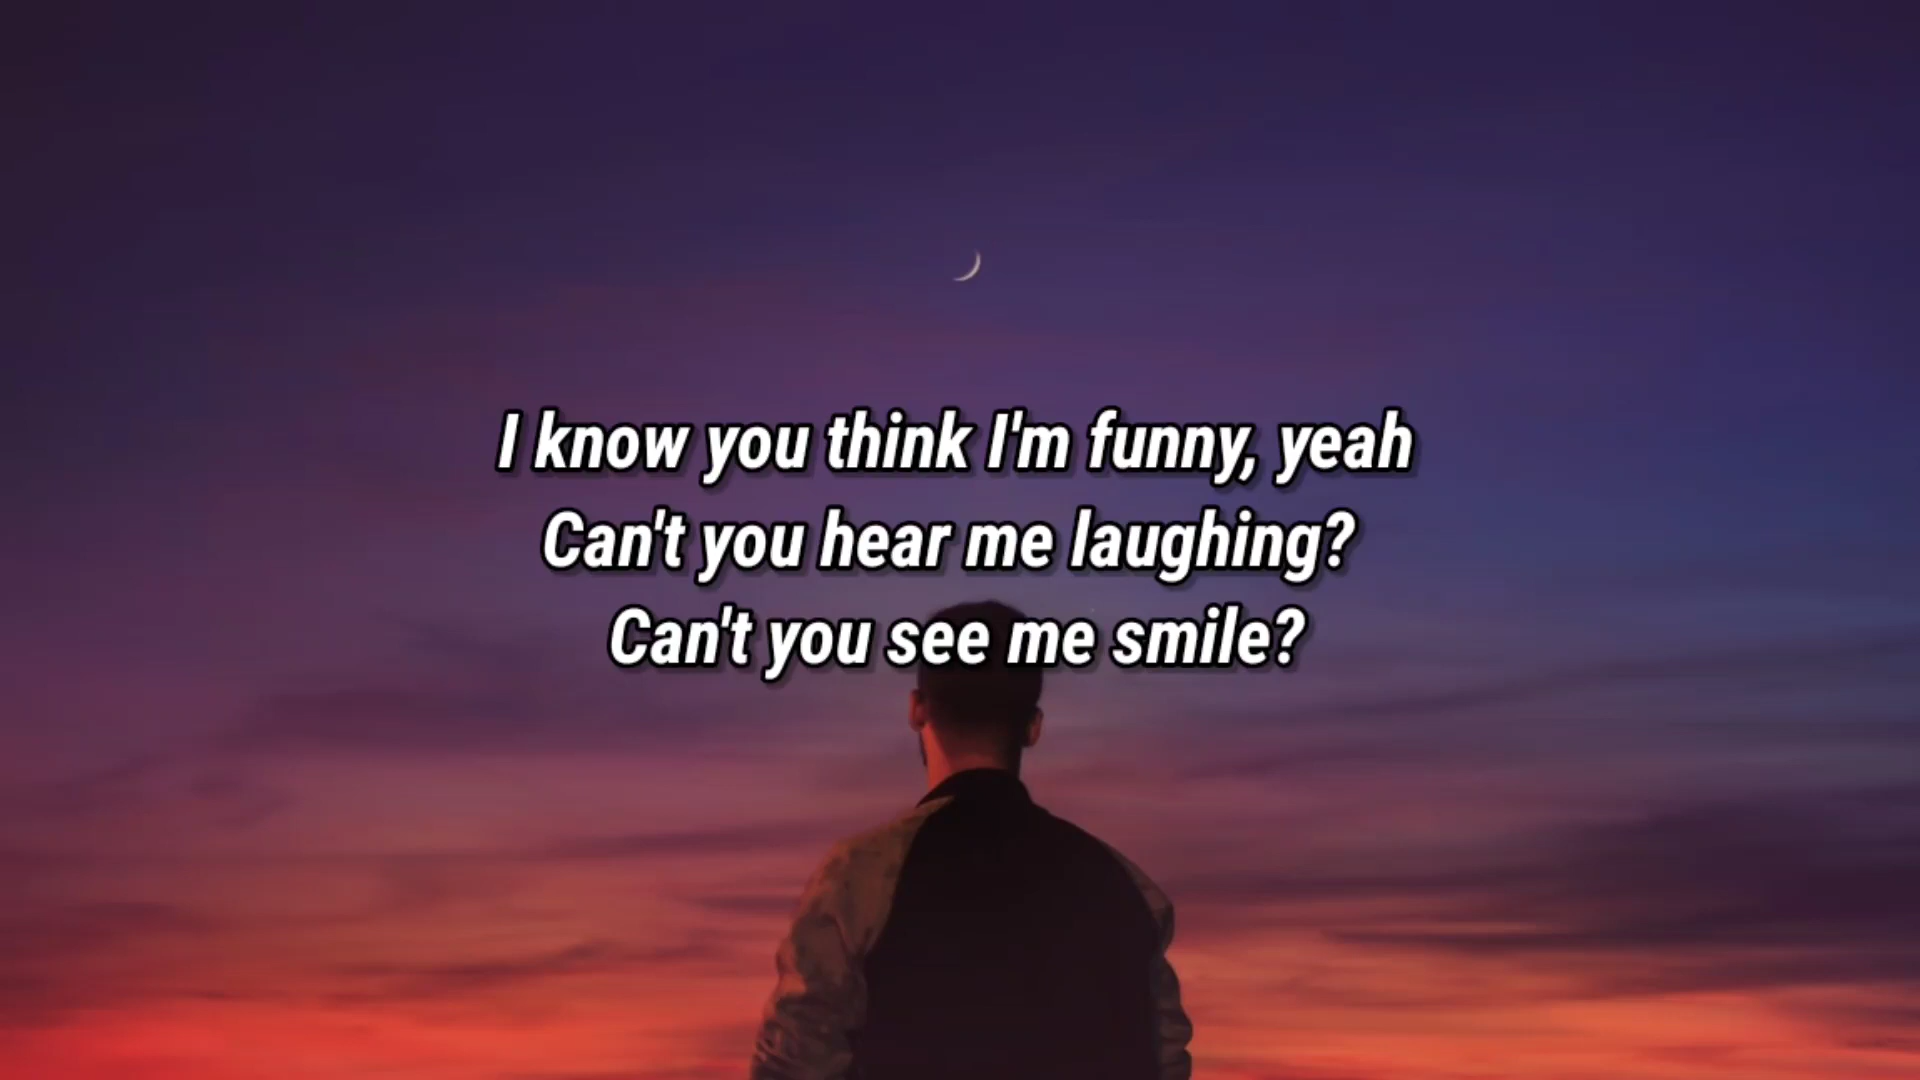 I know you think I'm funny, yeah
Can't you hear me laughing?
Can't you see me smile?